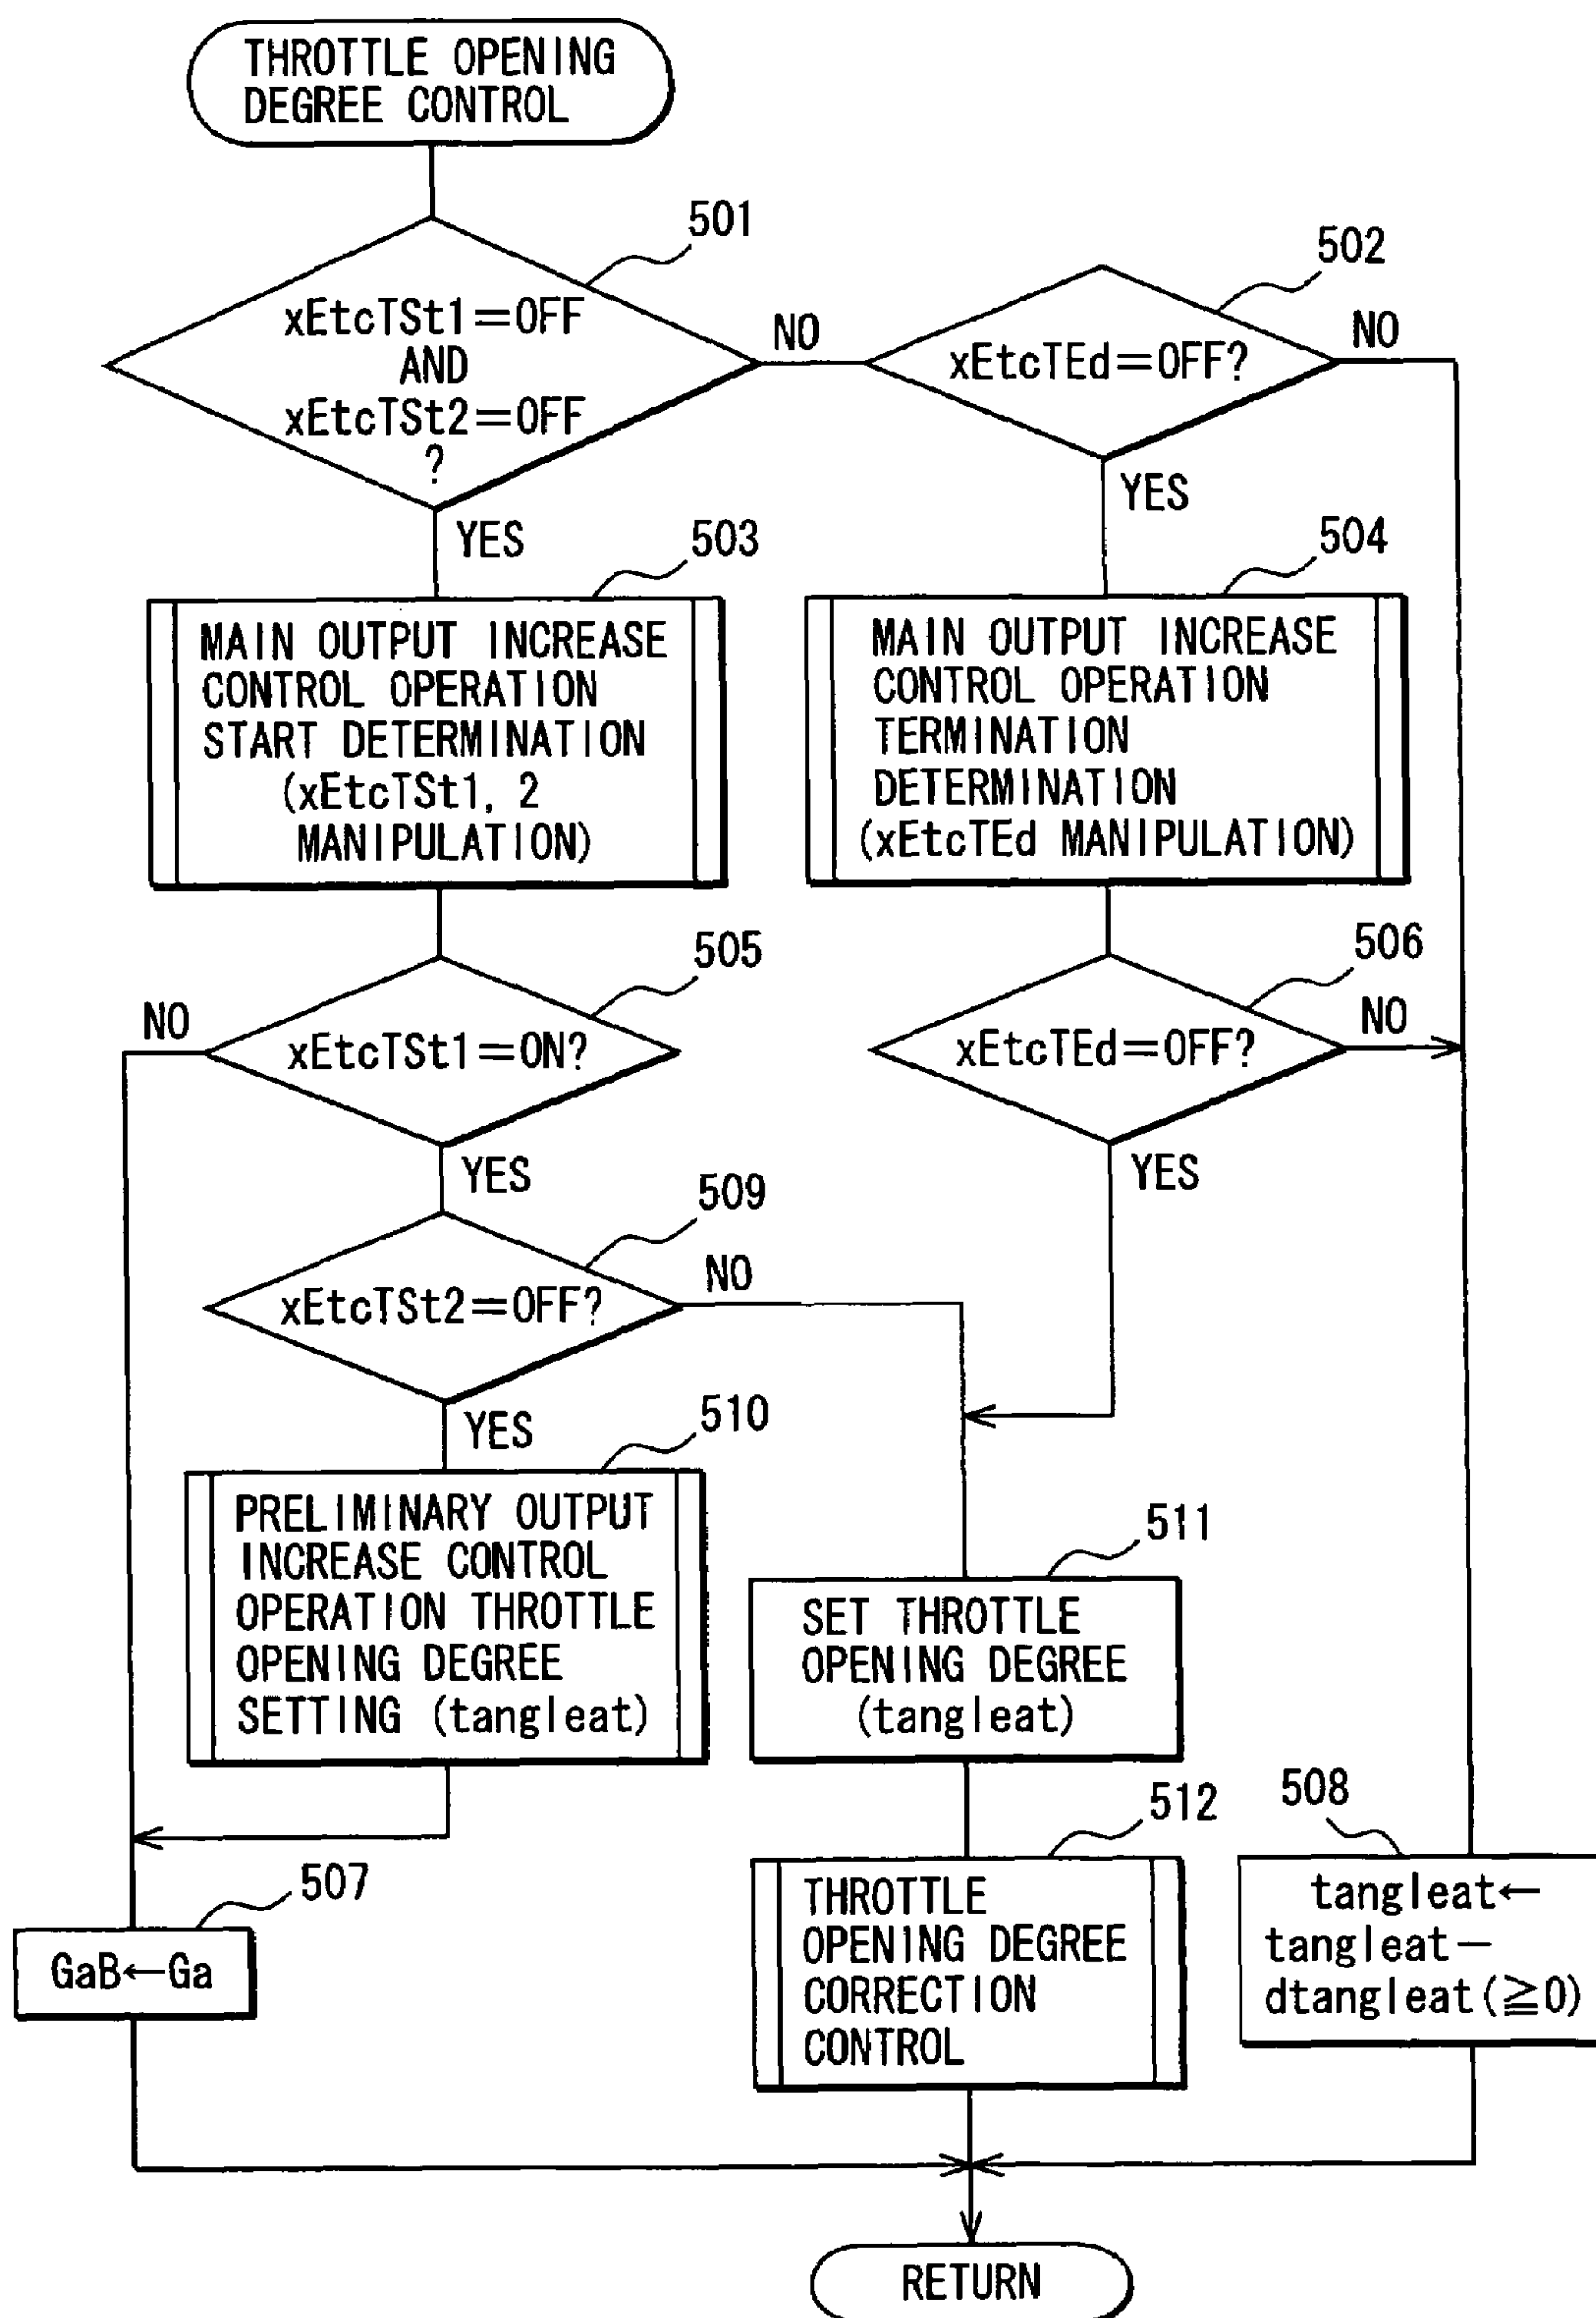 THROTTLE OPENING
DEGREE CONTROL
501
xEtcTSt1=OFF
AND
xEtcTSt2=OFF
?
NO
502
xEtcTEd=OFF?
NO
YES
YES
503
MAIN OUTPUT INCREASE
CONTROL OPERATION
START DETERMINATION
(xEtcTSt1, 2
MANIPULATION)
504
MAIN OUTPUT INCREASE
CONTROL OPERATION
TERMINATION
DETERMINATION
(xEtcTEd MANIPULATION)
505
NO
xEtcTSt1=ON?
YES
506
xEtcTEd=OFF?
NO
YES
509
xEtcTSt2=OFF?
NO
YES
510
PRELIMINARY OUTPUT
INCREASE CONTROL
OPERATION THROTTLE
OPENING DEGREE
SETTING (tangleat)
511
SET THROTTLE
OPENING DEGREE
(tangleat)
507
GaB←Ga
512
THROTTLE
OPENING DEGREE
CORRECTION
CONTROL
508
tangleat←
tangleat−
dtangleat(≧0)
RETURN